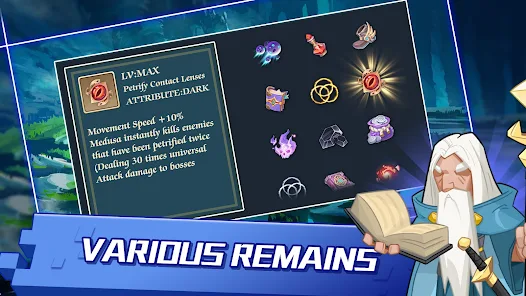 LV:MAX
Petrify Contact Lenses
ATTRIBUTE:DARK
Movement Speed +10%
Medusa instantly kills enemies
that have been petrified twice
(Dealing 30 times universal
Attack damage to bosses
VARIOUS REMAINS